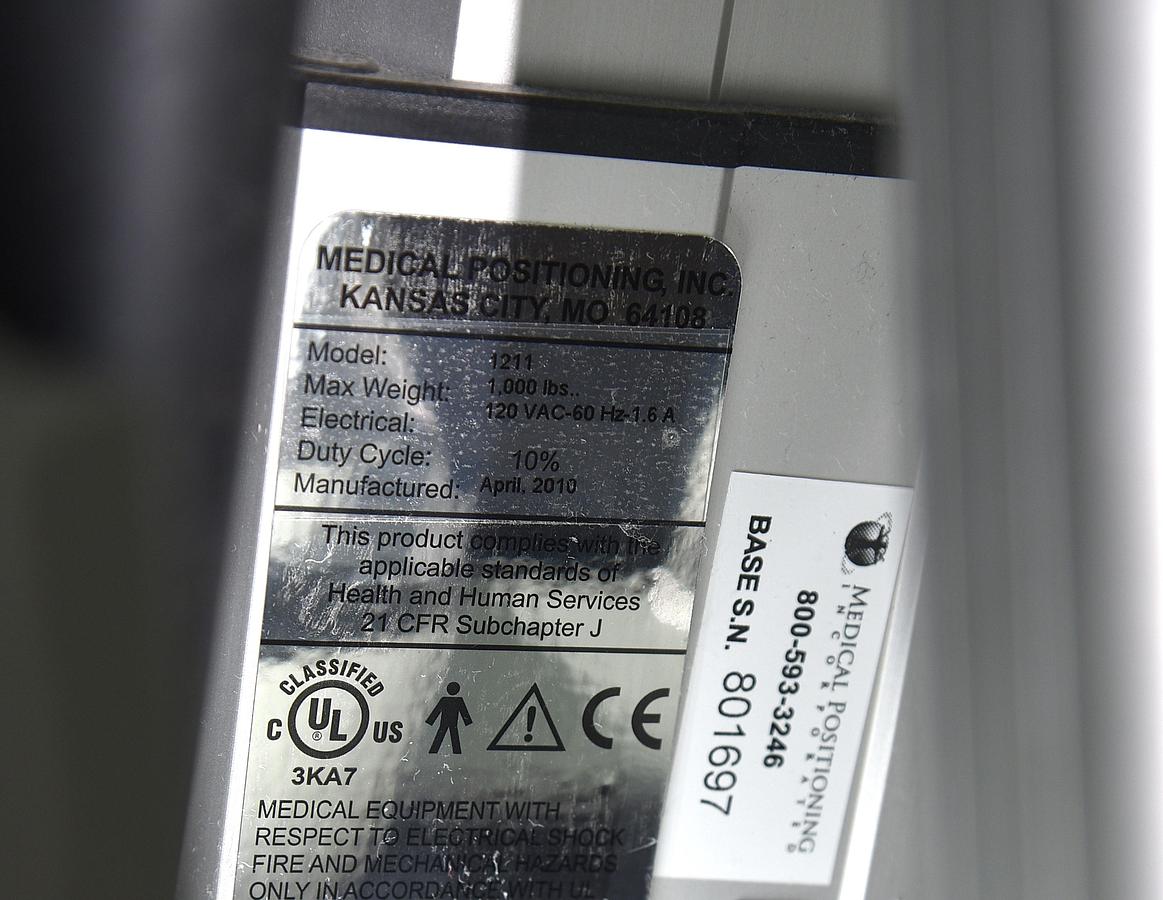 MEDICAL POSITIONING, INC.
KANSAS CITY, MO 64108
Model: 1211
Max Weight: 1,000 lbs..
Electrical: 120 VAC-60 Hz-1.6 A
Duty Cycle: 10%
Manufactured: April, 2010
This product complies with the
applicable standards of
Health and Human Services
21 CFR Subchapter J
CLASSIFIED
C UL ® US
3KA7
CE
MEDICAL EQUIPMENT WITH
RESPECT TO ELECTRICAL SHOCK
FIRE AND MECHANICAL HAZARDS
ONLY IN ACCORDANCE WITH UL
MEDICAL POSITIONING
INCORPORATED
800-593-3246
BASE S.N. 801697